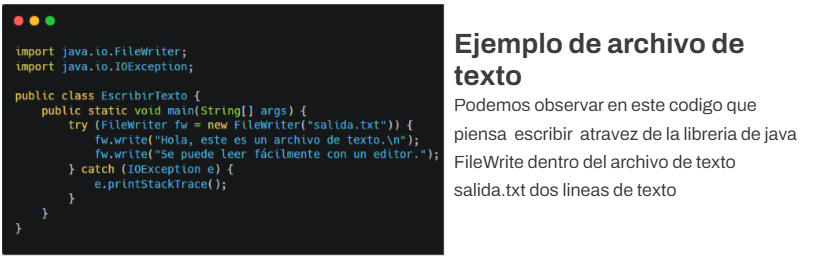 import java.io.FileWriter;
import java.io.IOException;
public class EscribirTexto {
public static void main(String[] args) {
try (FileWriter fw = new FileWriter("salida.txt")) {
fw.write("Hola, este es un archivo de texto.\n");
fw.write("Se puede leer fácilmente con un editor.");
} catch (IOException e) {
e.printStackTrace();
}
}
}
Ejemplo de archivo de
texto
Podemos observar en este codigo que
piensa escribir atravez de la libreria de java
FileWrite dentro del archivo de texto
salida.txt dos lineas de texto